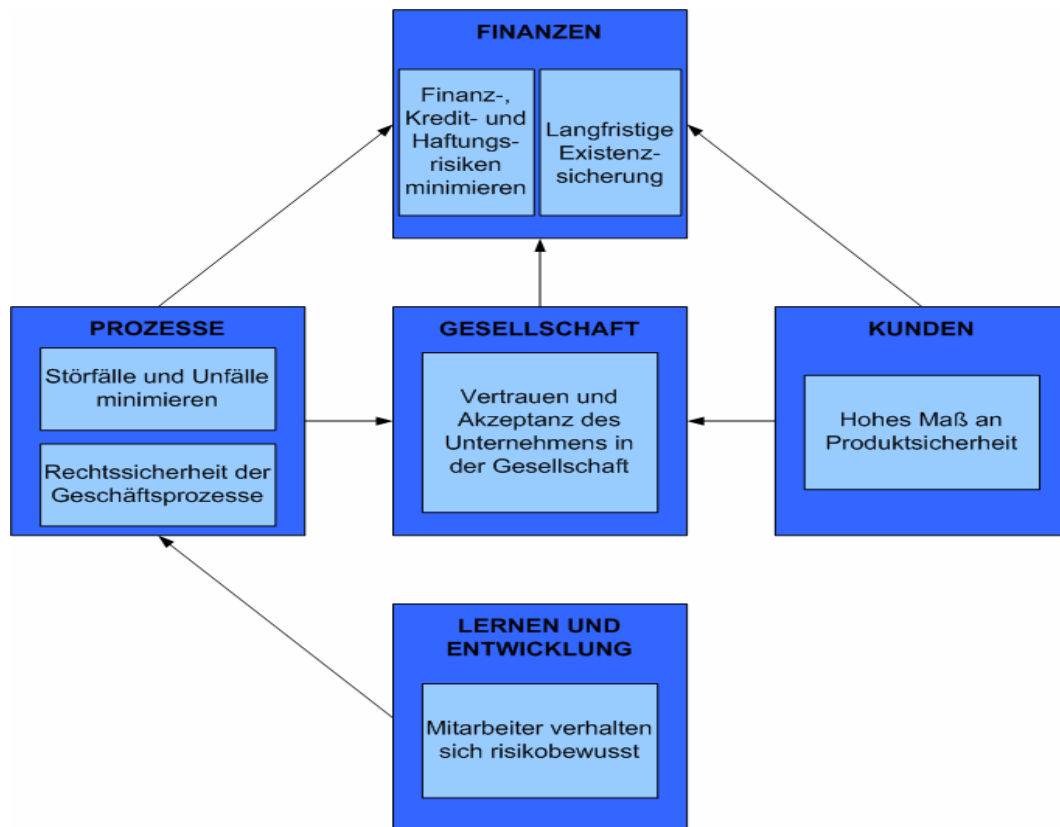 FINANZEN
Finanz-,
Kredit- und
Haftungs-
risiken
minimieren
Langfristige
Existenz-
sicherung
PROZESSE
Störfälle und Unfälle
minimieren
Rechtssicherheit der
Geschäftsprozesse
GESELLSCHAFT
Vertrauen und
Akzeptanz des
Unternehmens in
der Gesellschaft
KUNDEN
Hohes Maß an
Produktsicherheit
LERNEN UND
ENTWICKLUNG
Mitarbeiter verhalten
sich risikobewusst